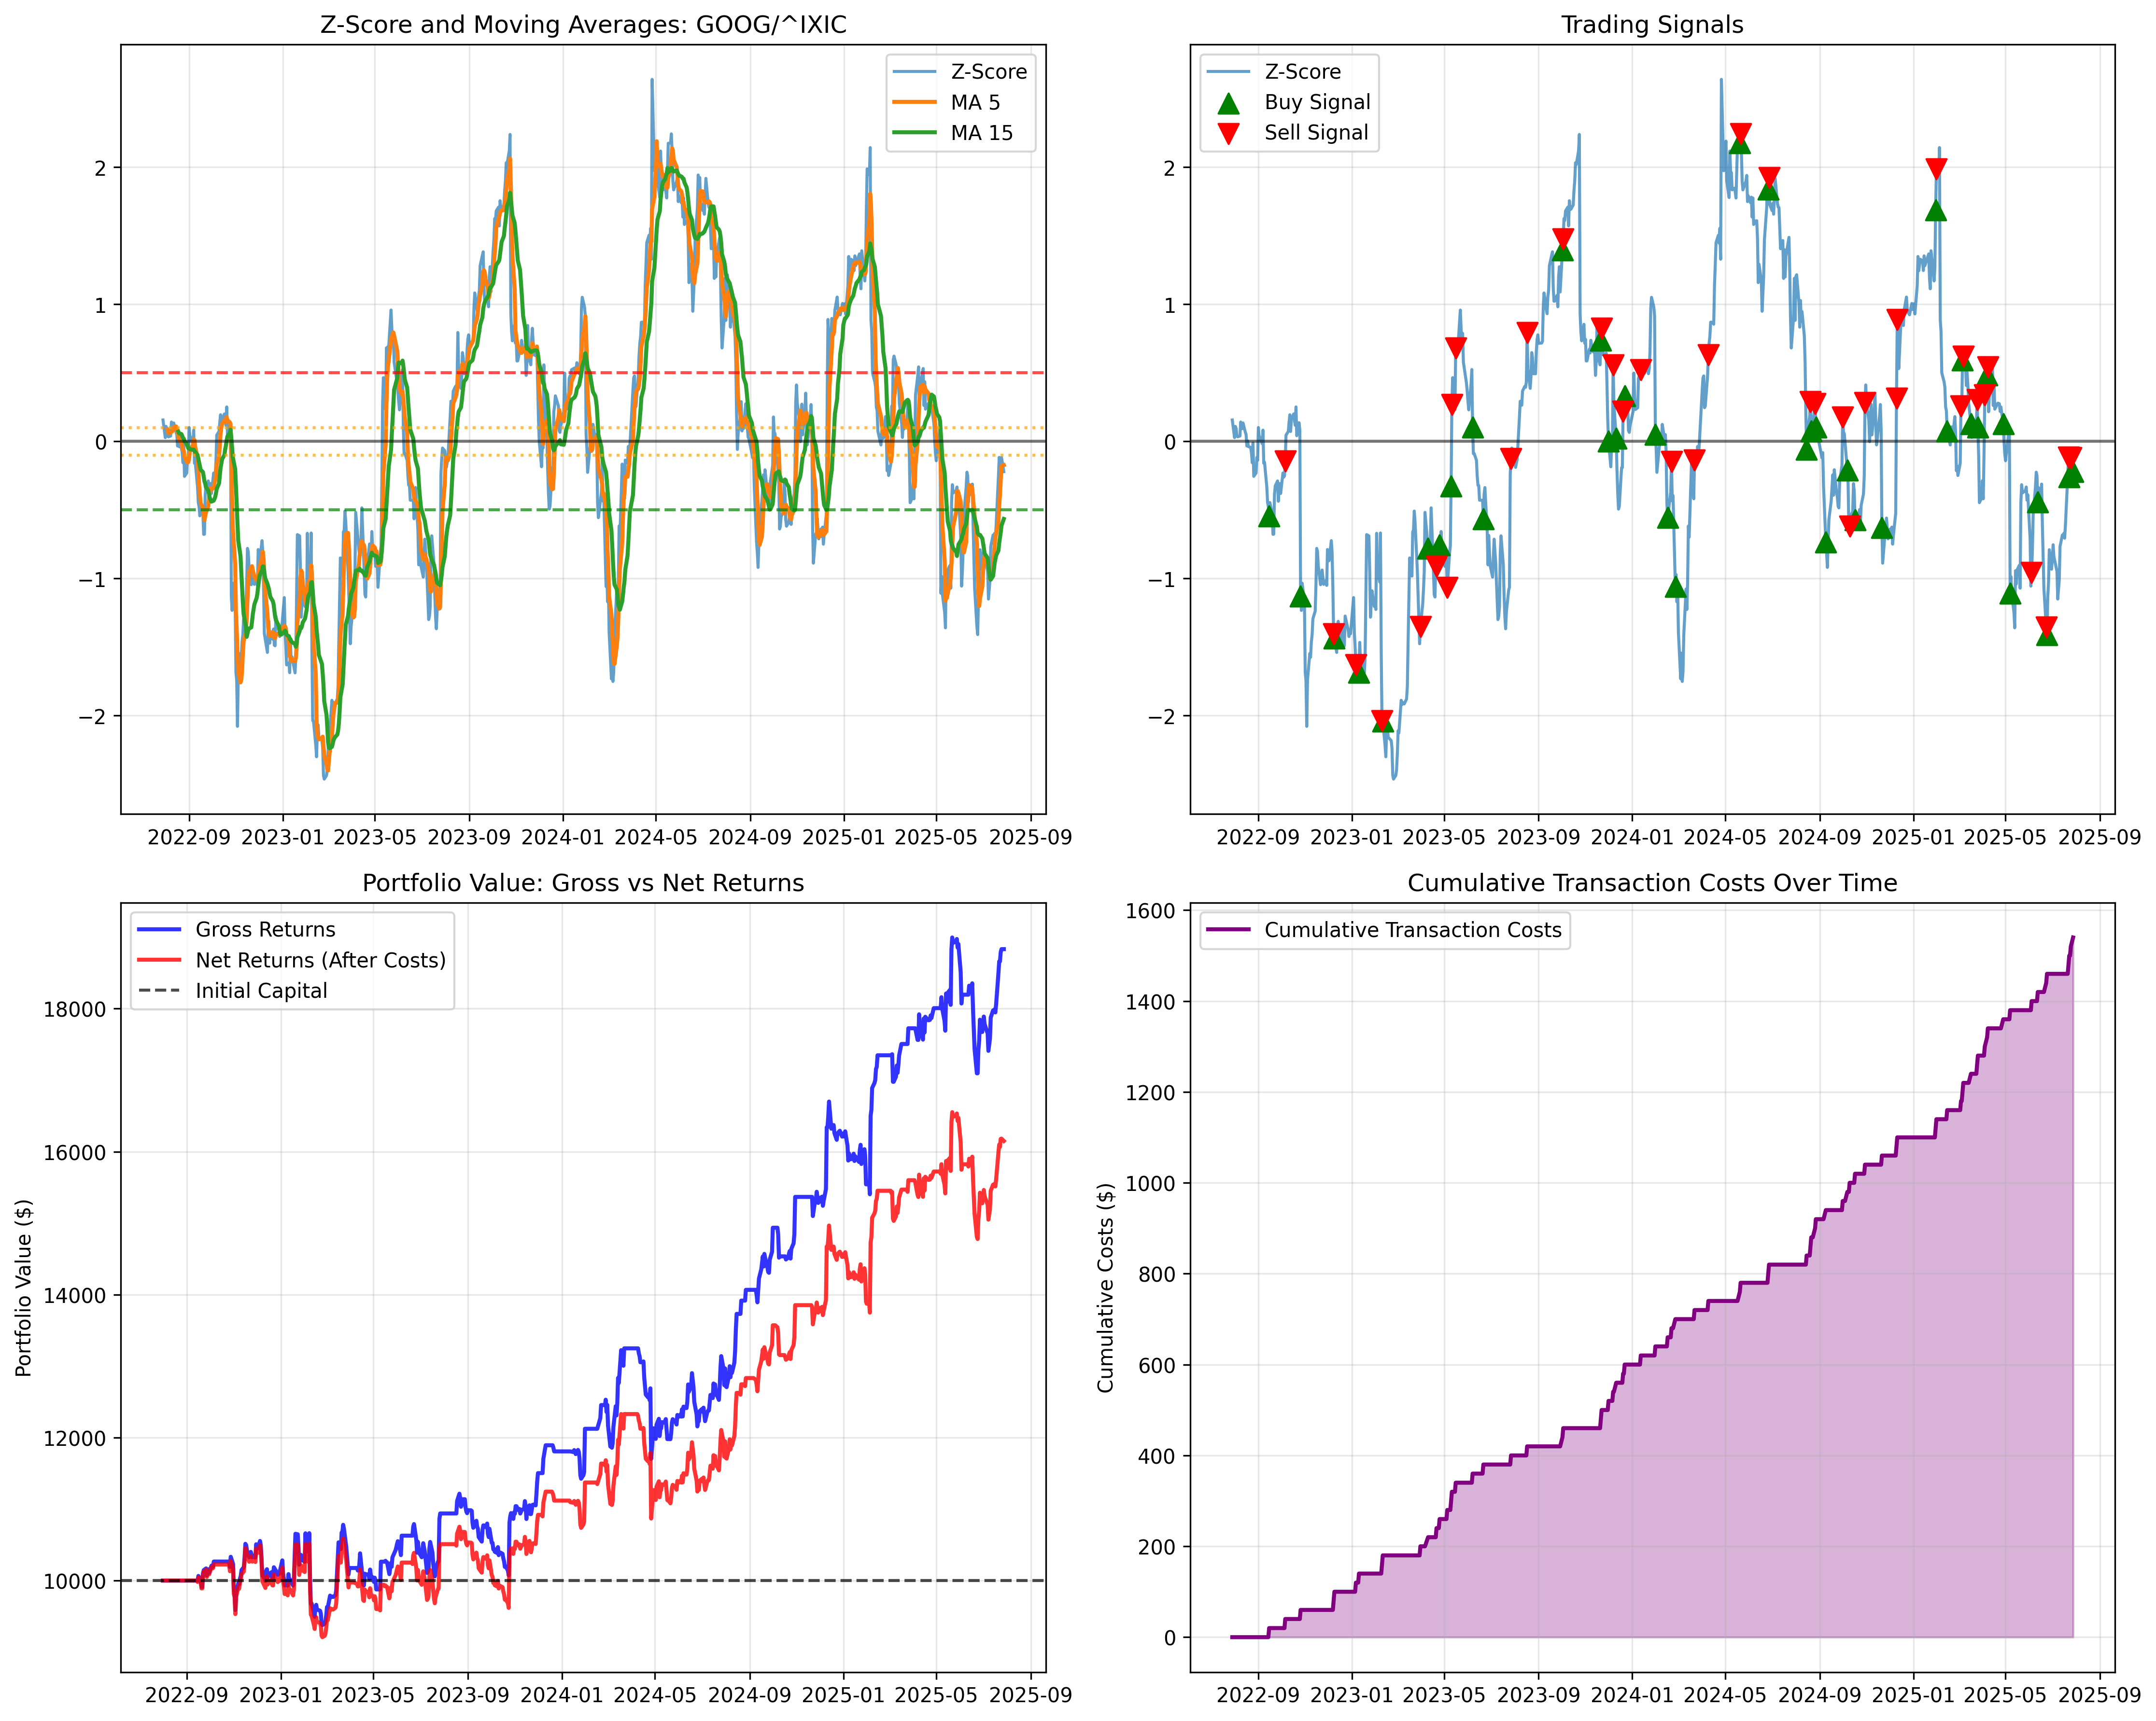 Z-Score and Moving Averages: GOOG/^IXIC
Z-Score
MA 5
MA 15
2
1
0
−1
−2
2022-09 2023-01 2023-05 2023-09 2024-01 2024-05 2024-09 2025-01 2025-05 2025-09
Trading Signals
Z-Score
Buy Signal
Sell Signal
2
1
0
−1
−2
2022-09 2023-01 2023-05 2023-09 2024-01 2024-05 2024-09 2025-01 2025-05 2025-09
Portfolio Value: Gross vs Net Returns
Gross Returns
Net Returns (After Costs)
Initial Capital
Portfolio Value ($)
18000
16000
14000
12000
10000
2022-09 2023-01 2023-05 2023-09 2024-01 2024-05 2024-09 2025-01 2025-05 2025-09
Cumulative Transaction Costs Over Time
Cumulative Transaction Costs
Cumulative Costs ($)
1600
1400
1200
1000
800
600
400
200
0
2022-09 2023-01 2023-05 2023-09 2024-01 2024-05 2024-09 2025-01 2025-05 2025-09